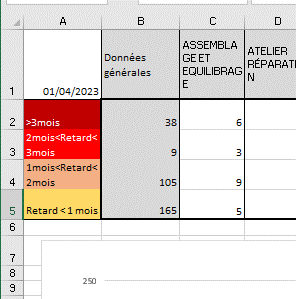 A B C D
1 01/04/2023 Données générales ASSEMBLA GE ET EQUILIBRAG E ATELIER RÉPARATI N
2 >3mois 38 6
3 2mois<Retard< 3mois 9 3
4 1mois<Retard< 2mois 105 9
5 Retard < 1 mois 165 5
6
7
8 250
9